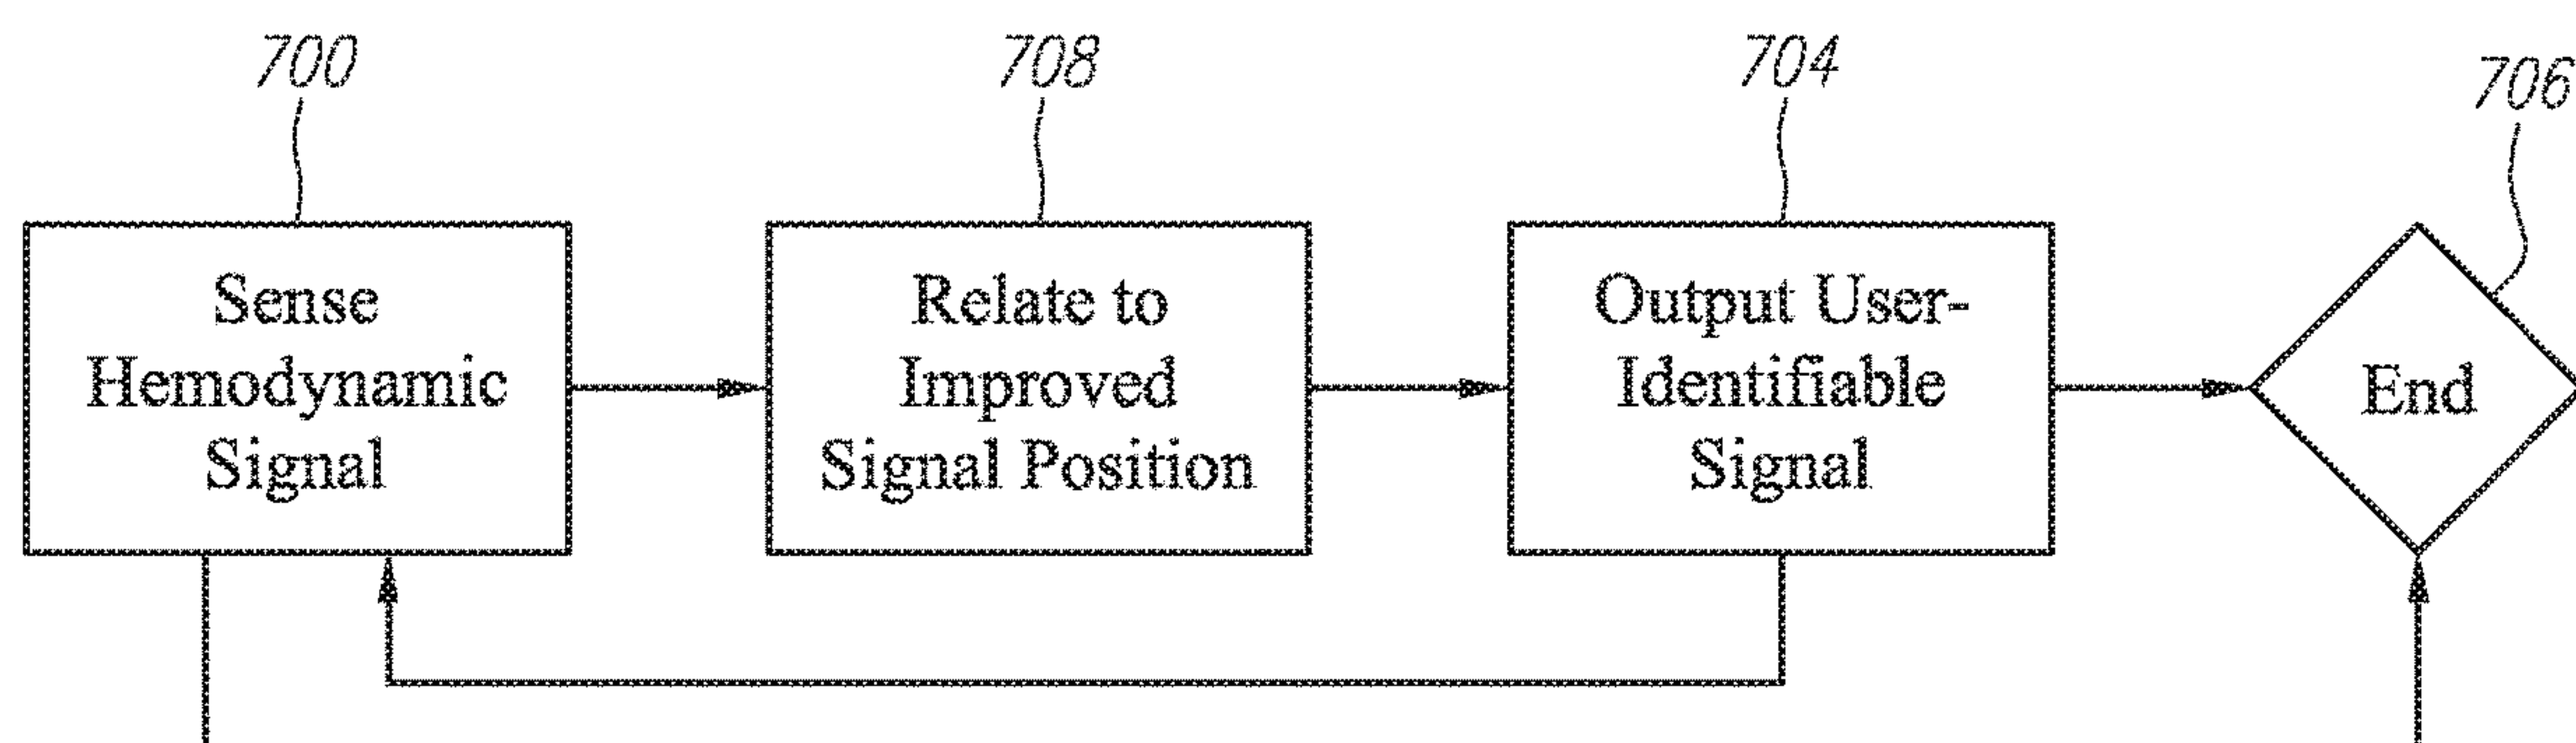 700
708
704
706
Sense
Hemodynamic
Signal
Relate to
Improved
Signal Position
Output User-
Identifiable
Signal
End